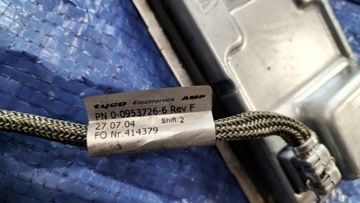 tyco Electronics AMP
PN 0-0953726-6 Rev F
27 07.04 Shift: 2
FO Nr.414379